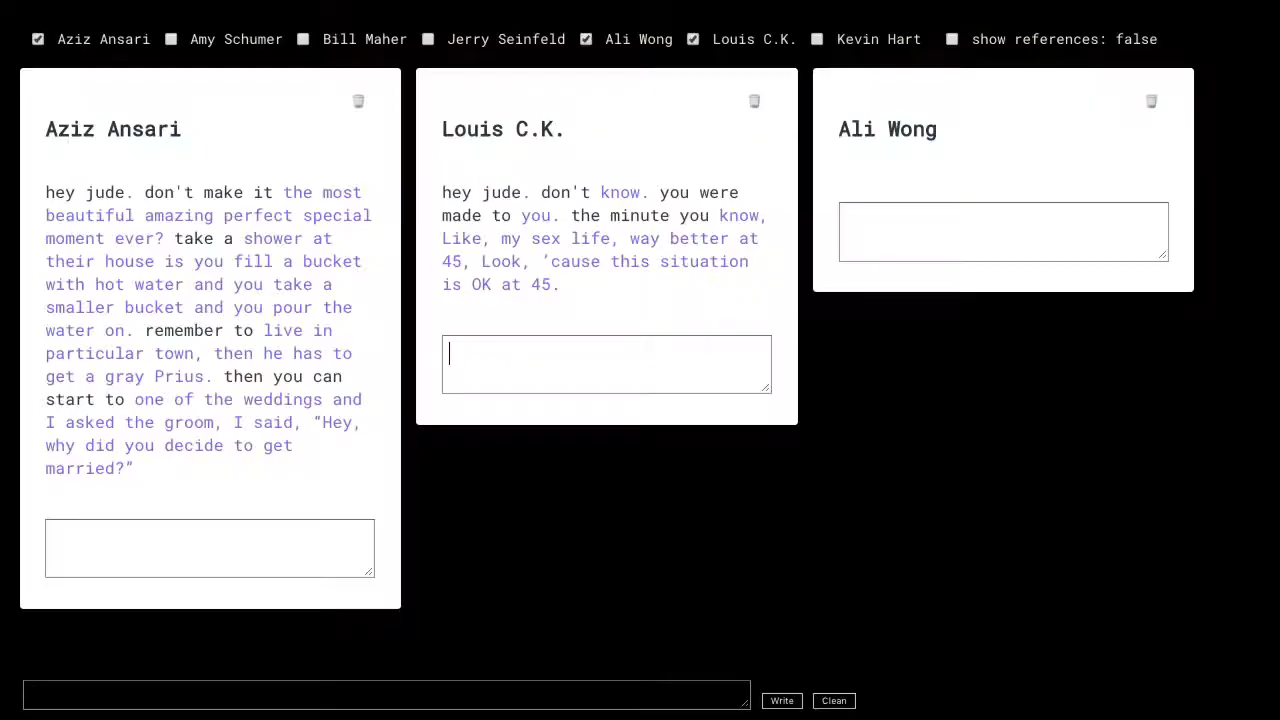 Aziz Ansari Amy Schumer Bill Maher Jerry Seinfeld Ali Wong Louis C.K. Kevin Hart show references: false
Aziz Ansari
hey jude. don't make it the most
beautiful amazing perfect special
moment ever? take a shower at
their house is you fill a bucket
with hot water and you take a
smaller bucket and you pour the
water on. remember to live in
particular town, then he has to
get a gray Prius. then you can
start to one of the weddings and
I asked the groom, I said, “Hey,
why did you decide to get
married?”
Louis C.K.
hey jude. don't know. you were
made to you. the minute you know,
Like, my sex life, way better at
45, Look, ’cause this situation
is OK at 45.
Ali Wong
Write Clean